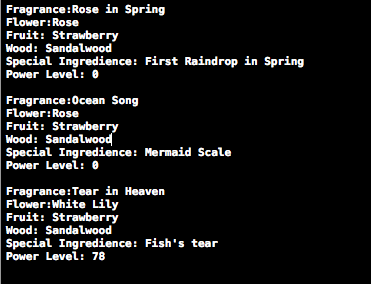 Fragrance:Rose in Spring
Flower:Rose
Fruit: Strawberry
Wood: Sandalwood
Special Ingredience: First Raindrop in Spring
Power Level: 0
Fragrance:Ocean Song
Flower:Rose
Fruit: Strawberry
Wood: Sandalwood
Special Ingredience: Mermaid Scale
Power Level: 0
Fragrance:Tear in Heaven
Flower:White Lily
Fruit: Strawberry
Wood: Sandalwood
Special Ingredience: Fish's tear
Power Level: 78